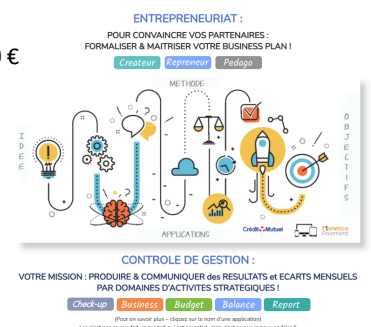 ENTREPRENEURIAT :
POUR CONVAINCRE VOS PARTENAIRES :
FORMALISER & MAITRISER VOTRE BUSINESS PLAN !
€
Createur Repreneur Pedago
METHODE
IDEE
OBJECTIFS
APPLICATIONS
Crédit Mutuel
Monetico
Paiement
CONTROLE DE GESTION :
VOTRE MISSION : PRODUIRE & COMMUNIQUER des RESULTATS et ECARTS MENSUELS
PAR DOMAINES D'ACTIVITES STRATEGIQUES !
Check-up Business Budget Balance Report
(Pour en savoir plus – cliquez sur le nom d'une application)